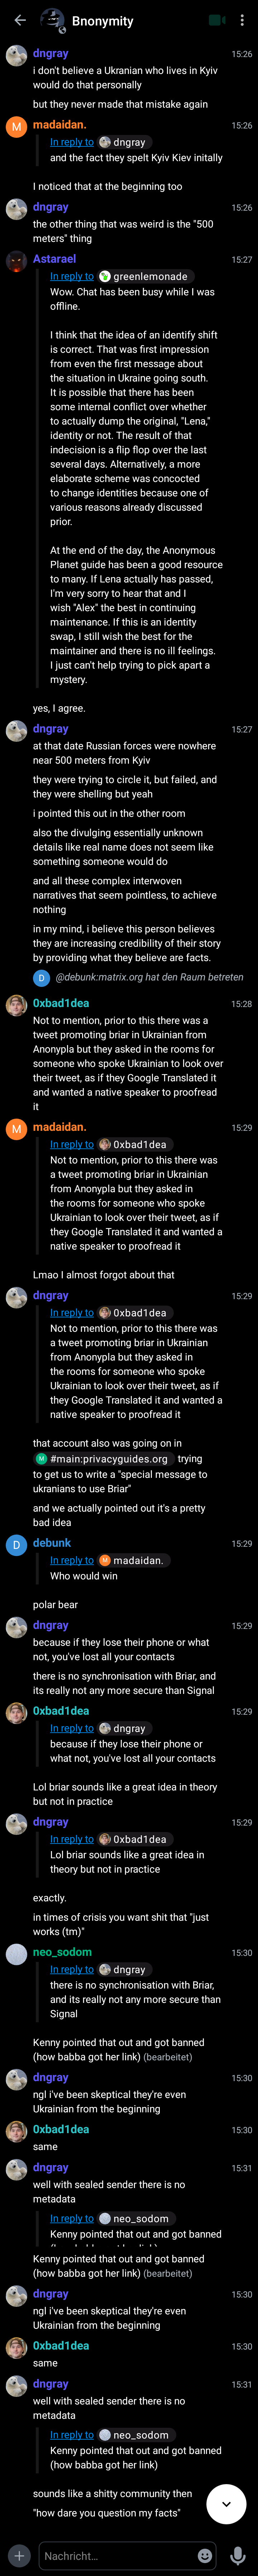 Bnonymity
dngray 15:26
i don't believe a Ukranian who lives in Kyiv
would do that personally
but they never made that mistake again
M madaidan. 15:26
In reply to dngray
and the fact they spelt Kyiv Kiev initally
I noticed that at the beginning too
dngray 15:26
the other thing that was weird is the "500
meters" thing
Astarael 15:27
In reply to greenlemonade
Wow. Chat has been busy while I was
offline.
I think that the idea of an identify shift
is correct. That was first impression
from even the first message about
the situation in Ukraine going south.
It is possible that there has been
some internal conflict over whether
to actually dump the original, "Lena,"
identity or not. The result of that
indecision is a flip flop over the last
several days. Alternatively, a more
elaborate scheme was concocted
to change identities because one of
various reasons already discussed
prior.
At the end of the day, the Anonymous
Planet guide has been a good resource
to many. If Lena actually has passed,
I'm very sorry to hear that and I
wish "Alex" the best in continuing
maintenance. If this is an identity
swap, I still wish the best for the
maintainer and there is no ill feelings.
I just can't help trying to pick apart a
mystery.
yes, I agree.
dngray 15:27
at that date Russian forces were nowhere
near 500 meters from Kyiv
they were trying to circle it, but failed, and
they were shelling but yeah
i pointed this out in the other room
also the divulging essentially unknown
details like real name does not seem like
something someone would do
and all these complex interwoven
narratives that seem pointless, to achieve
nothing
in my mind, i believe this person believes
they are increasing credibility of their story
by providing what they believe are facts.
D @debunk:matrix.org hat den Raum betreten
0xbad1dea 15:28
Not to mention, prior to this there was a
tweet promoting briar in Ukrainian from
Anonypla but they asked in the rooms for
someone who spoke Ukrainian to look over
their tweet, as if they Google Translated it
and wanted a native speaker to proofread
it
M madaidan. 15:29
In reply to 0xbad1dea
Not to mention, prior to this there was
a tweet promoting briar in Ukrainian
from Anonypla but they asked in
the rooms for someone who spoke
Ukrainian to look over their tweet, as if
they Google Translated it and wanted a
native speaker to proofread it
Lmao I almost forgot about that
dngray 15:29
In reply to 0xbad1dea
Not to mention, prior to this there was
a tweet promoting briar in Ukrainian
from Anonypla but they asked in
the rooms for someone who spoke
Ukrainian to look over their tweet, as if
they Google Translated it and wanted a
native speaker to proofread it
that account also was going on in
M #main:privacyguides.org trying
to get us to write a "special message to
ukranians to use Briar"
and we actually pointed out it's a pretty
bad idea
D debunk 15:29
In reply to M madaidan.
Who would win
polar bear
dngray 15:29
because if they lose their phone or what
not, you've lost all your contacts
there is no synchronisation with Briar, and
its really not any more secure than Signal
0xbad1dea 15:29
In reply to dngray
because if they lose their phone or
what not, you've lost all your contacts
Lol briar sounds like a great idea in theory
but not in practice
dngray 15:29
In reply to 0xbad1dea
Lol briar sounds like a great idea in
theory but not in practice
exactly.
in times of crisis you want shit that "just
works (tm)"
neo_sodom 15:30
In reply to dngray
there is no synchronisation with Briar,
and its really not any more secure than
Signal
Kenny pointed that out and got banned
(how babba got her link) (bearbeitet)
dngray 15:30
ngl i've been skeptical they're even
Ukrainian from the beginning
0xbad1dea 15:30
same
dngray 15:31
well with sealed sender there is no
metadata
In reply to neo_sodom
Kenny pointed that out and got banned
Kenny pointed that out and got banned
(how babba got her link) (bearbeitet)
dngray 15:30
ngl i've been skeptical they're even
Ukrainian from the beginning
0xbad1dea 15:30
same
dngray 15:31
well with sealed sender there is no
metadata
In reply to neo_sodom
Kenny pointed that out and got banned
(how babba got her link)
sounds like a shitty community then
"how dare you question my facts"
Nachricht…